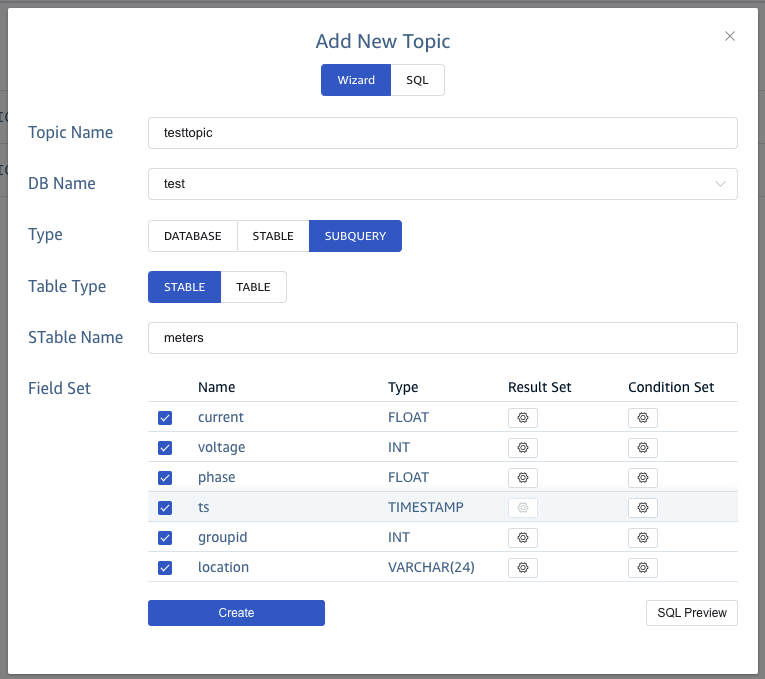 Add New Topic
Wizard SQL
Topic Name testtopic
DB Name test
Type DATABASE STABLE SUBQUERY
Table Type STABLE TABLE
STable Name meters
Field Set Name Type Result Set Condition Set
current FLOAT
voltage INT
phase FLOAT
ts TIMESTAMP
groupid INT
location VARCHAR(24)
Create SQL Preview